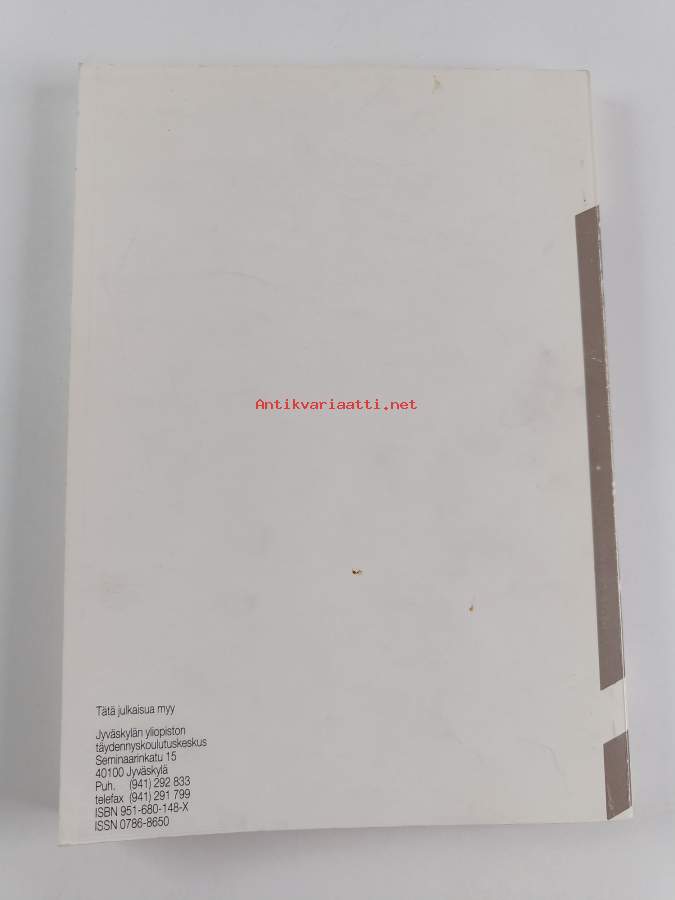 Antikvariaatti.net
Tätä julkaisua myy
Jyväskylän yliopiston
täydennyskoulutuskeskus
Seminaarinkatu 15
40100 Jyväskylä
Puh. (941) 292 833
telefax (941) 291 799
ISBN 951-680-148-X
ISSN 0786-8650